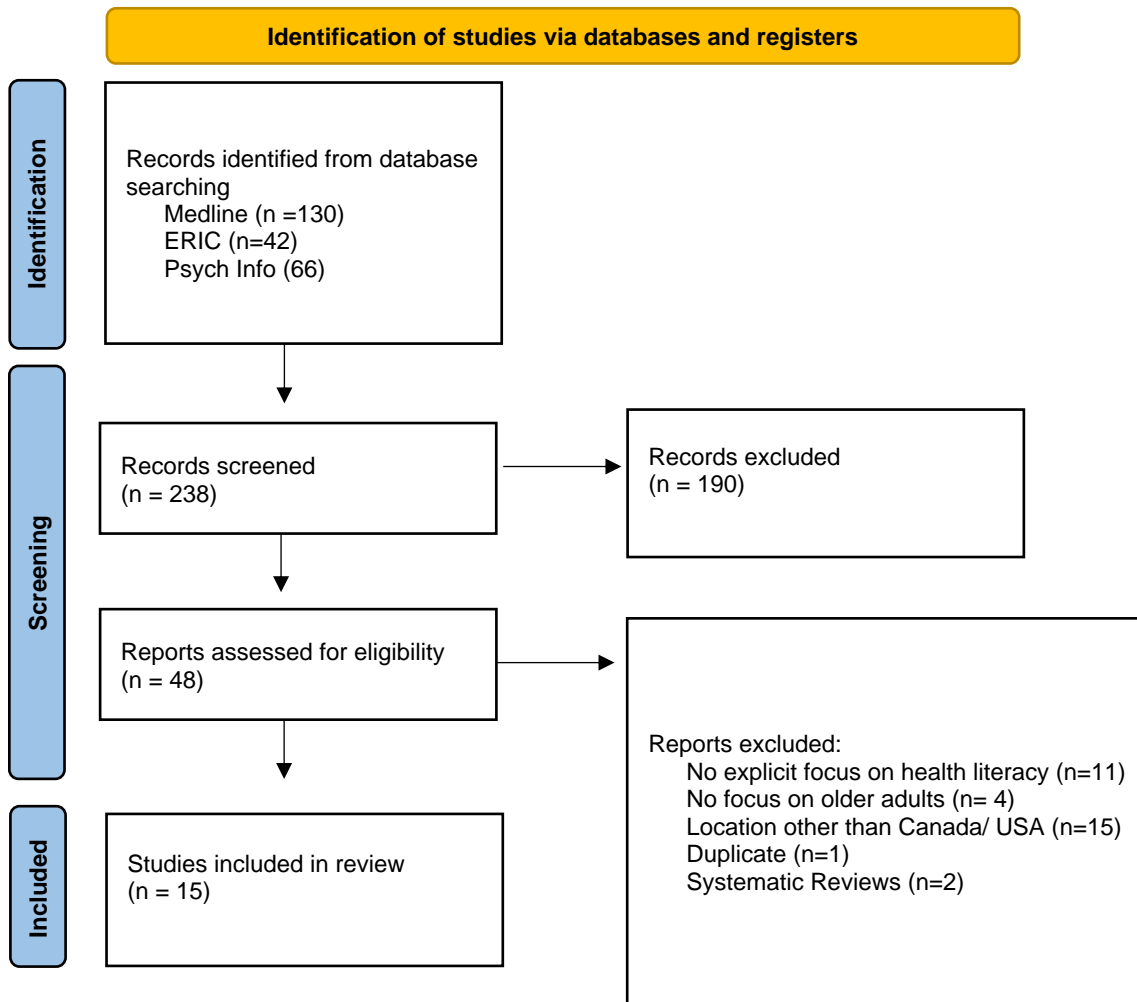 Identification of studies via databases and registers
Identification
Records identified from database
searching
Medline (n =130)
ERIC (n=42)
Psych Info (66)
Screening
Records screened
(n = 238)
Records excluded
(n = 190)
Reports assessed for eligibility
(n = 48)
Reports excluded:
No explicit focus on health literacy (n=11)
No focus on older adults (n= 4)
Location other than Canada/ USA (n=15)
Duplicate (n=1)
Systematic Reviews (n=2)
Included
Studies included in review
(n = 15)